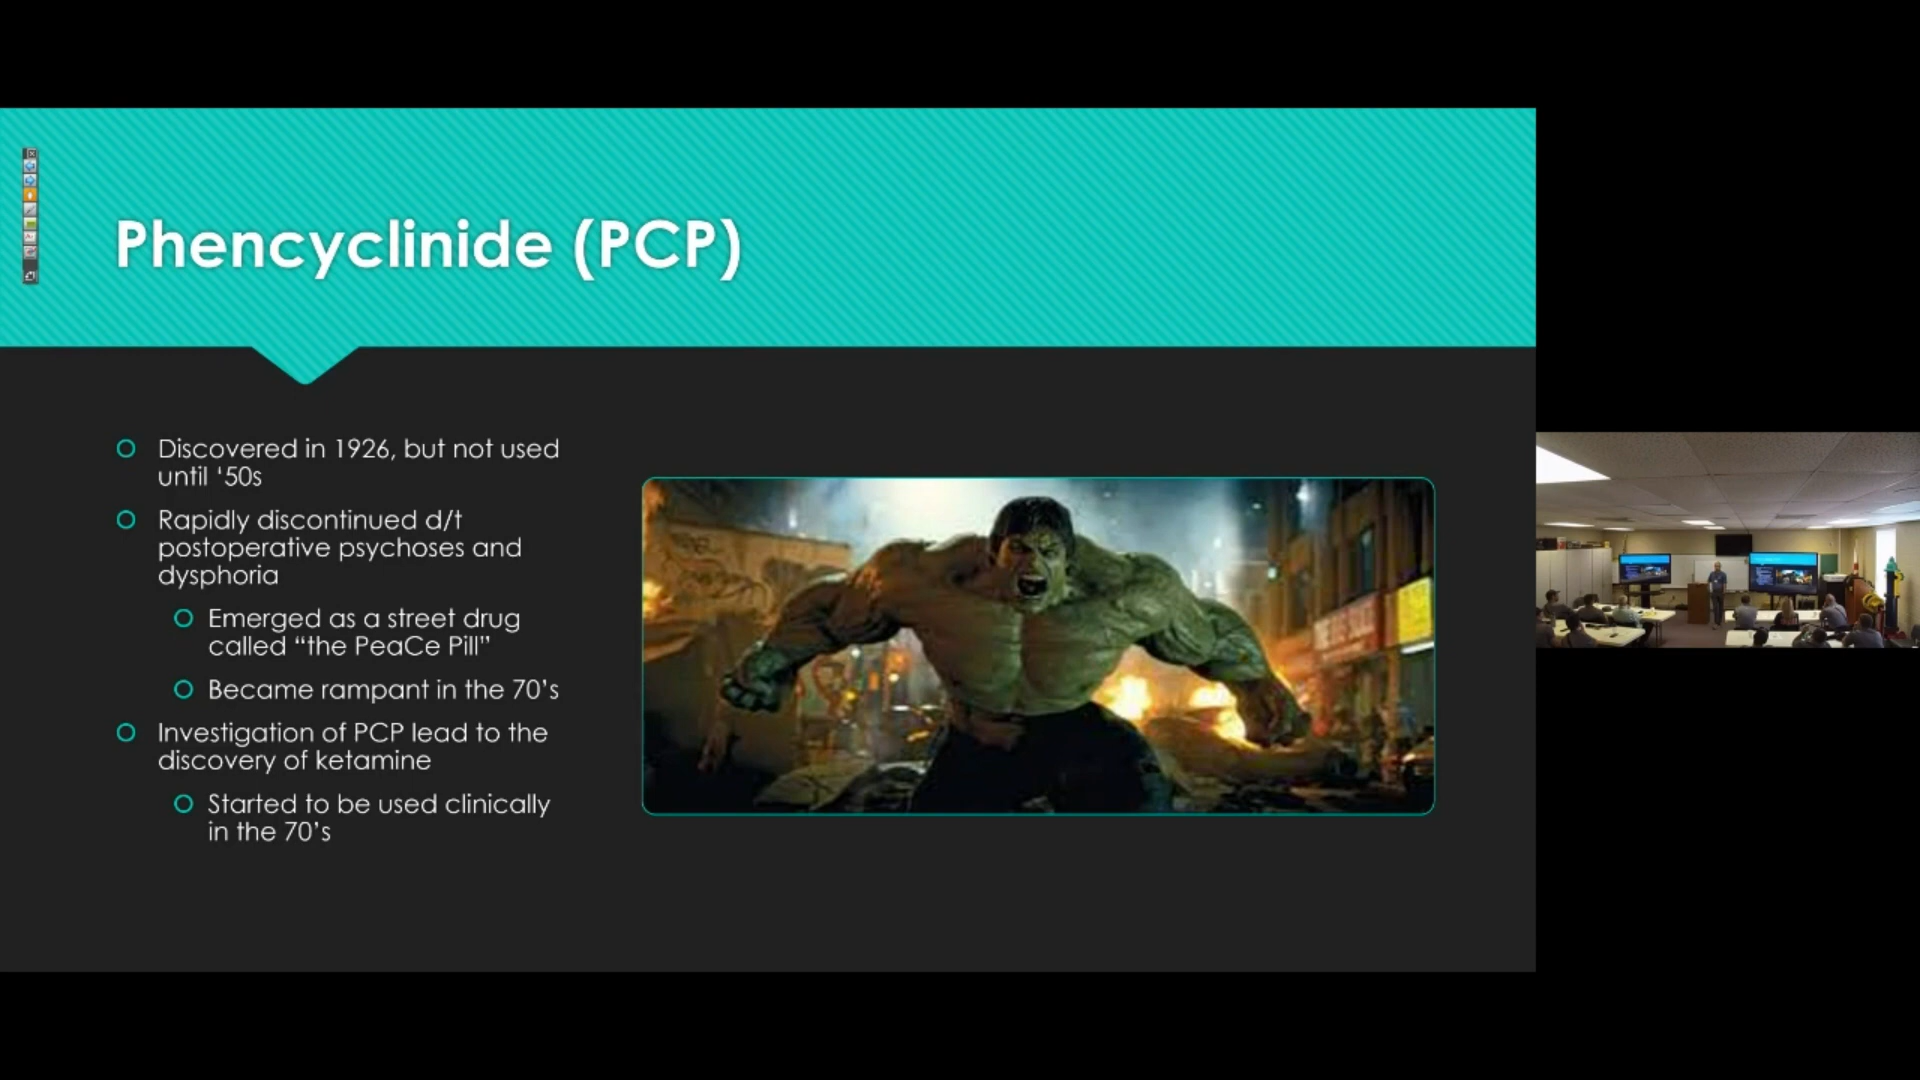 Phencyclinide (PCP)
Discovered in 1926, but not used
until ‘50s
Rapidly discontinued d/t
postoperative psychoses and
dysphoria
Emerged as a street drug
called “the PeaCe Pill”
Became rampant in the 70’s
Investigation of PCP lead to the
discovery of ketamine
Started to be used clinically
in the 70’s